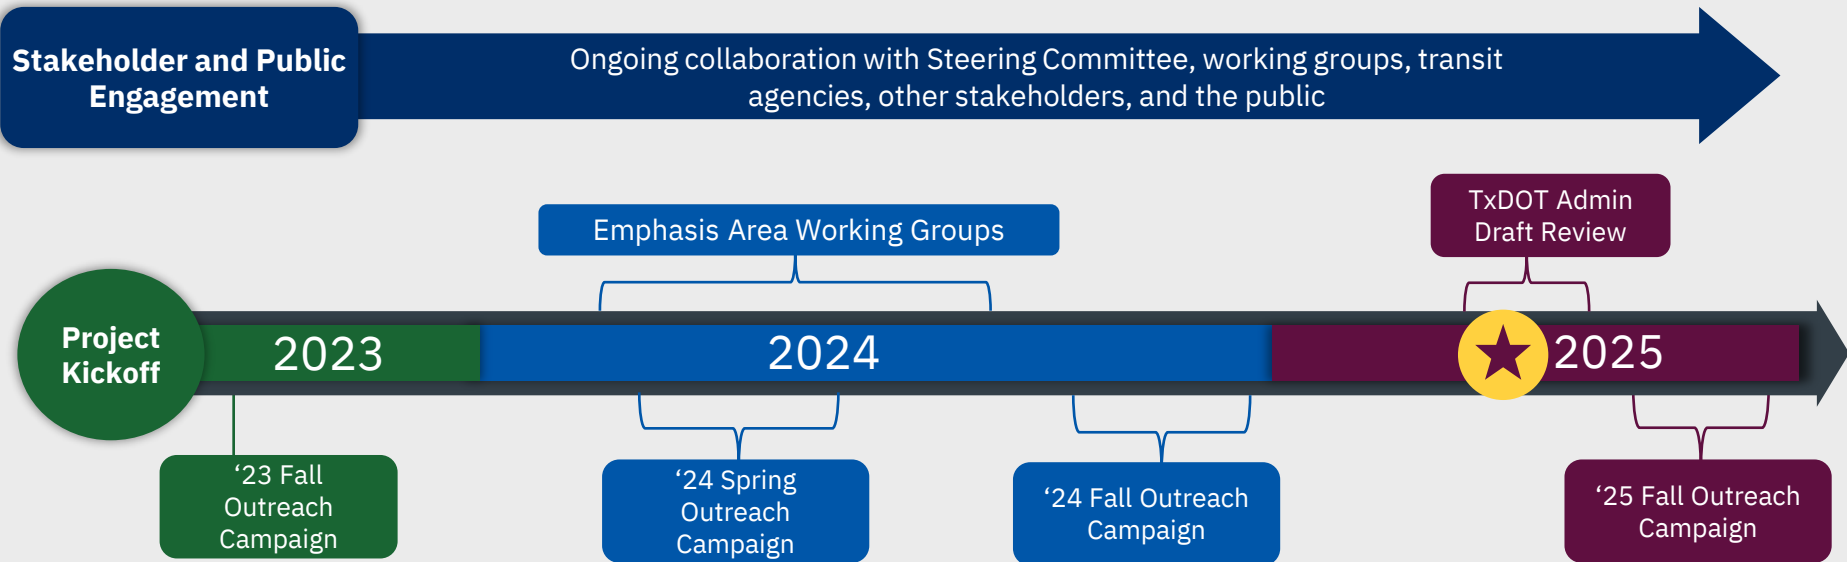 Stakeholder and Public
Engagement
Ongoing collaboration with Steering Committee, working groups, transit
agencies, other stakeholders, and the public
Emphasis Area Working Groups
TxDOT Admin
Draft Review
Project
Kickoff
2023
2024
2025
‘23 Fall
Outreach
Campaign
‘24 Spring
Outreach
Campaign
‘24 Fall Outreach
Campaign
‘25 Fall Outreach
Campaign